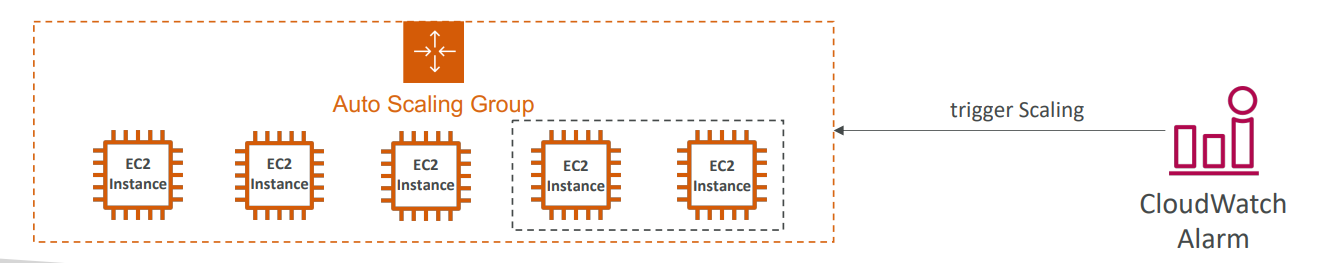 Auto Scaling Group
EC2
Instance
EC2
Instance
EC2
Instance
EC2
Instance
EC2
Instance
trigger Scaling
CloudWatch
Alarm